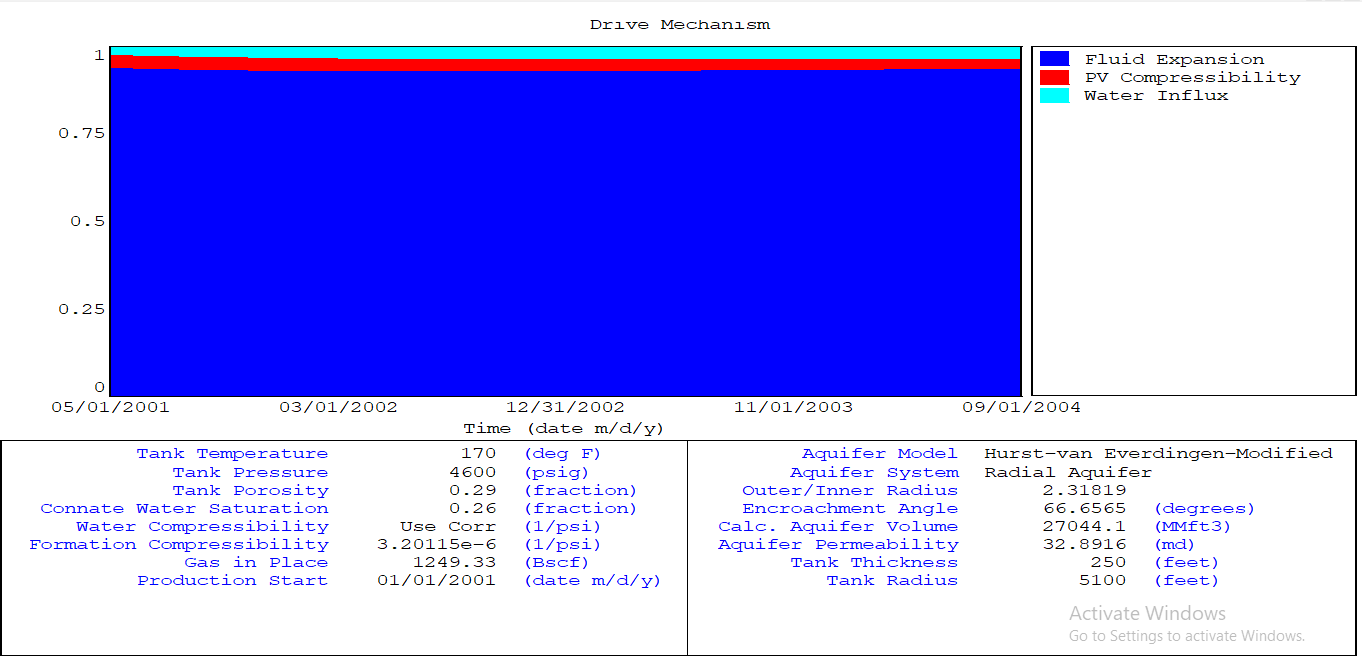 Drive Mechanism
1
0.75
0.5
0.25
0
05/01/2001 03/01/2002 12/31/2002 11/01/2003 09/01/2004
Time (date m/d/y)
Fluid Expansion
PV Compressibility
Water Influx
Tank Temperature 170 (deg F)
Tank Pressure 4600 (psig)
Tank Porosity 0.29 (fraction)
Connate Water Saturation 0.26 (fraction)
Water Compressibility Use Corr (1/psi)
Formation Compressibility 3.20115e-6 (1/psi)
Gas in Place 1249.33 (Bscf)
Production Start 01/01/2001 (date m/d/y)
Aquifer Model Hurst-van Everdingen-Modified
Aquifer System Radial Aquifer
Outer/Inner Radius 2.31819
Encroachment Angle 66.6565 (degrees)
Calc. Aquifer Volume 27044.1 (MMft3)
Aquifer Permeability 32.8916 (md)
Tank Thickness 250 (feet)
Tank Radius 5100 (feet)
Activate Windows
Go to Settings to activate Windows.